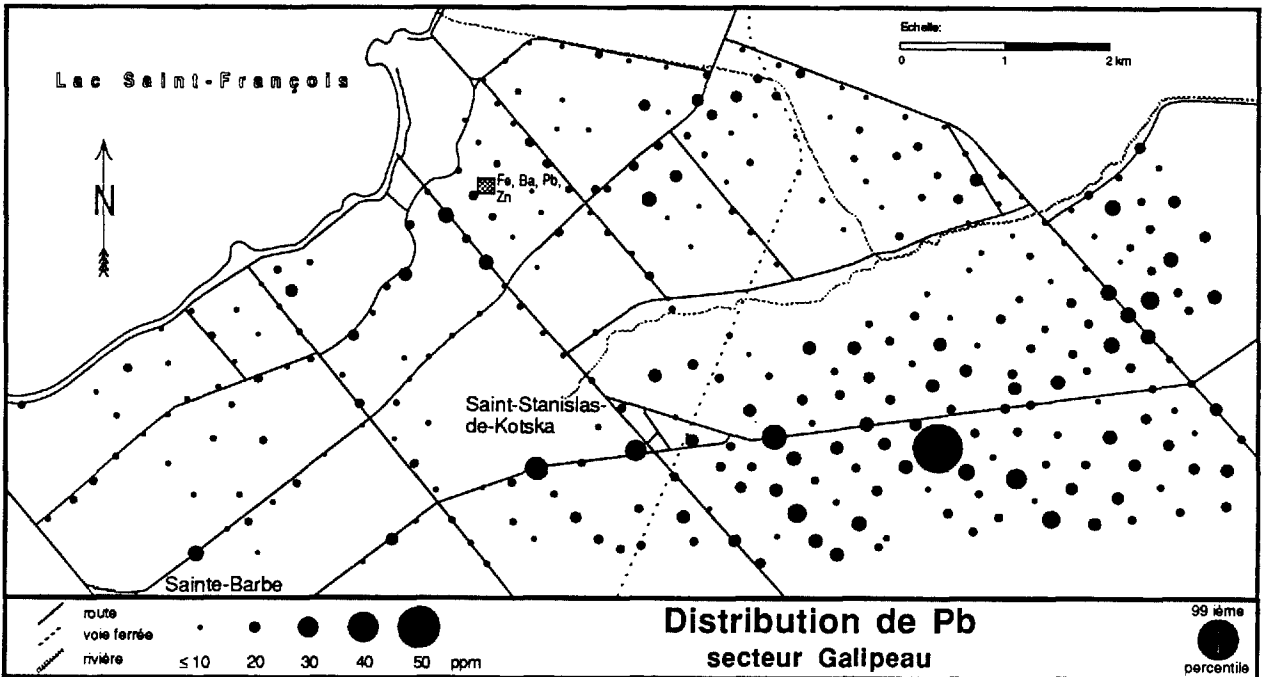 Echelle:
0 1 2 km
Lac Saint-François
N
Fe, Ba, Pb,
Zn
Saint-Stanislas-
de-Kotska
Sainte-Barbe
route
voie ferrée
rivière
≤ 10 20 30 40 50 ppm
Distribution de Pb
secteur Galipeau
99 ième
percentile